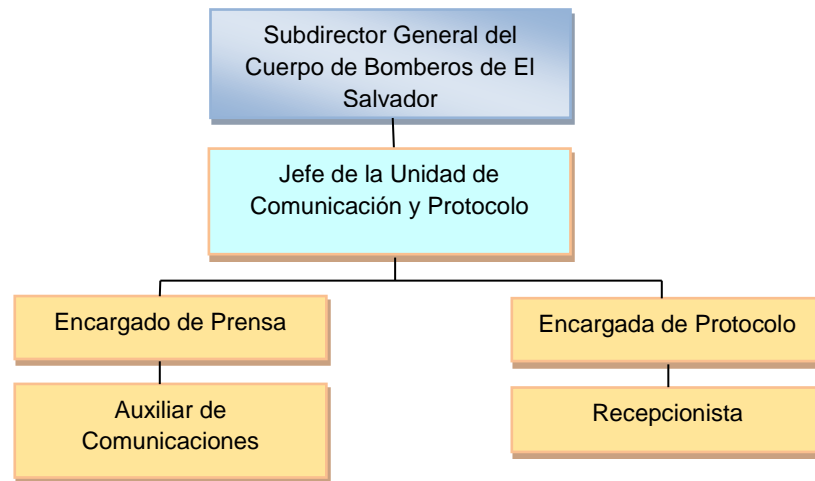 Subdirector General del
Cuerpo de Bomberos de El
Salvador
Jefe de la Unidad de
Comunicación y Protocolo
Encargado de Prensa
Encargada de Protocolo
Auxiliar de
Comunicaciones
Recepcionista